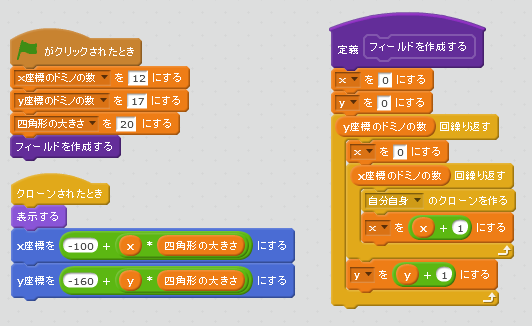 がクリックされたとき
x座標のドミノの数 を 12 にする
y座標のドミノの数 を 17 にする
四角形の大きさ を 20 にする
フィールドを作成する
クローンされたとき
表示する
x座標を -100 + x * 四角形の大きさ にする
y座標を -160 + y * 四角形の大きさ にする
定義 フィールドを作成する
x を 0 にする
y を 0 にする
y座標のドミノの数 回繰り返す
x を 0 にする
x座標のドミノの数 回繰り返す
自分自身 のクローンを作る
x を x + 1 にする
y を y + 1 にする